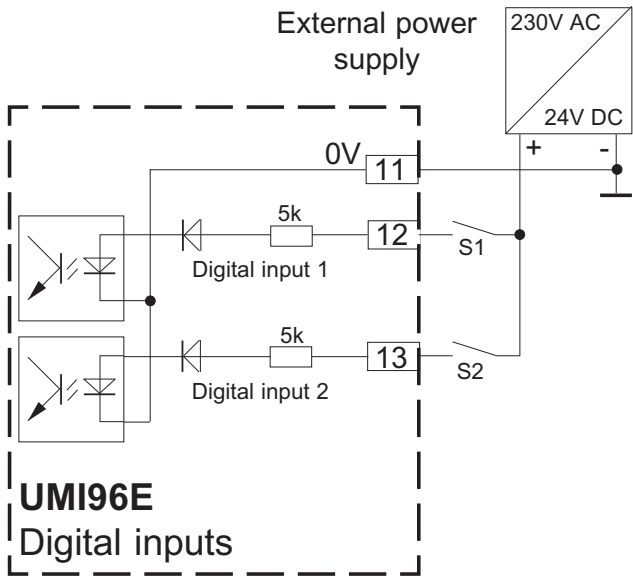 External power
supply
230V AC
24V DC
+
-
0V
11
5k
12
S1
Digital input 1
5k
13
S2
Digital input 2
UMI96E
Digital inputs